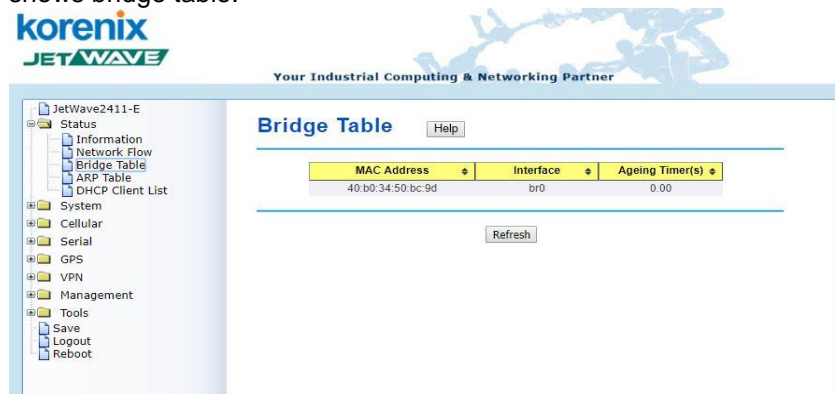 shows bridge table.
korenix
JETWAVE
Your Industrial Computing & Networking Partner
JetWave2411-E
Status
Information
Network Flow
Bridge Table
ARP Table
DHCP Client List
System
Cellular
Serial
GPS
VPN
Management
Tools
Save
Logout
Reboot
Bridge Table Help
MAC Address Interface Ageing Timer(s)
40:b0:34:50:bc:9d br0 0.00
Refresh